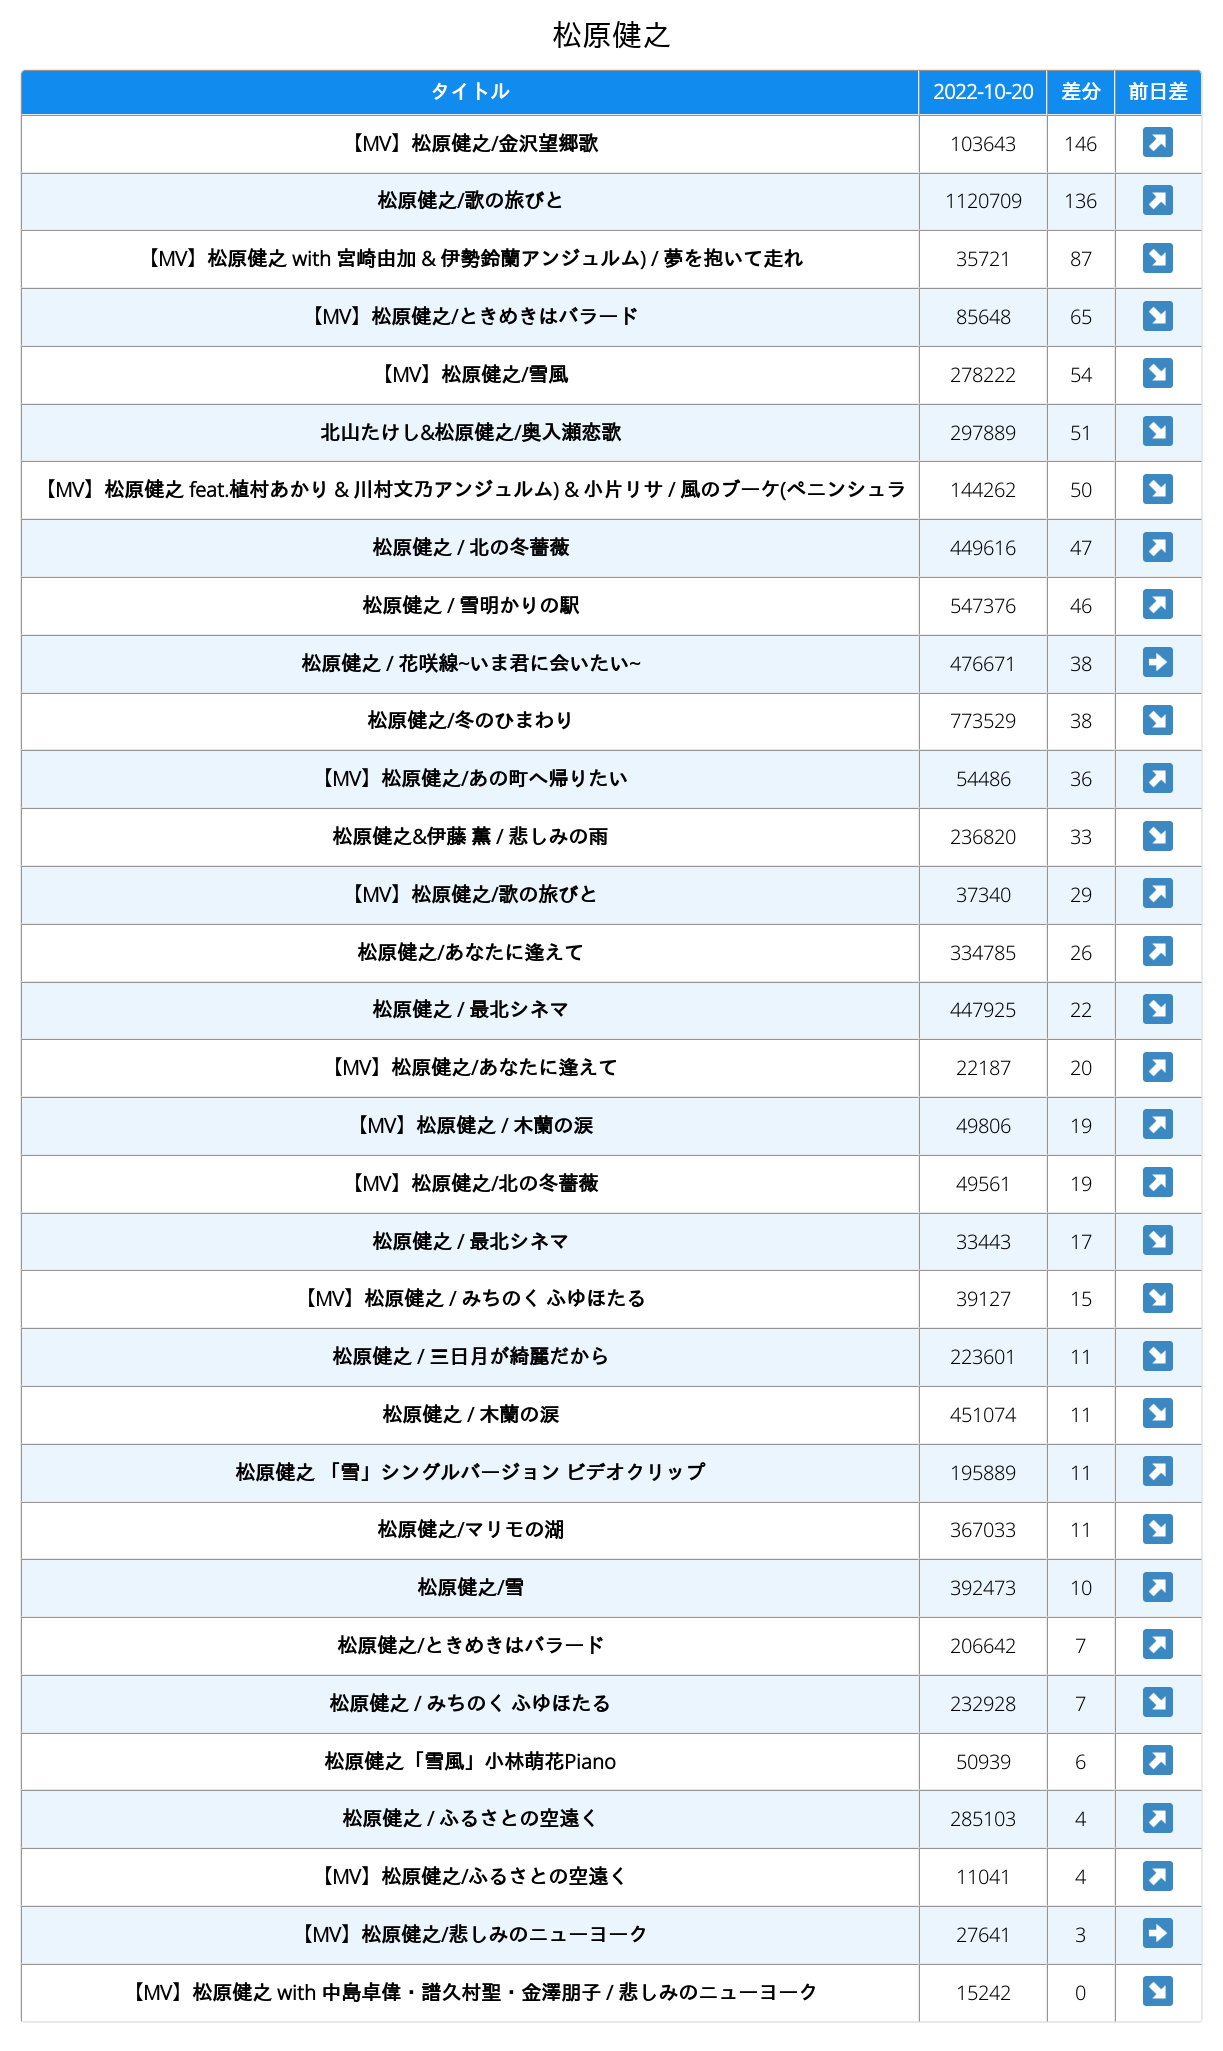 松原健之
タイトル 2022-10-20 差分 前日差
【MV】松原健之/金沢望郷歌 103643 146 ↗
松原健之/歌の旅びと 1120709 136 ↗
【MV】松原健之 with 宮崎由加 & 伊勢鈴蘭アンジュルム) / 夢を抱いて走れ 35721 87 ↘
【MV】松原健之/ときめきはバラード 85648 65 ↘
【MV】松原健之/雪風 278222 54 ↘
北山たけし&松原健之/奥入瀬恋歌 297889 51 ↘
【MV】松原健之 feat.植村あかり & 川村文乃アンジュルム) & 小片リサ / 風のブーケ(ペニンシュラ 144262 50 ↘
松原健之 / 北の冬薔薇 449616 47 ↗
松原健之 / 雪明かりの駅 547376 46 ↗
松原健之 / 花咲線~いま君に会いたい~ 476671 38 ➡
松原健之/冬のひまわり 773529 38 ↘
【MV】松原健之/あの町へ帰りたい 54486 36 ↗
松原健之&伊藤 薫 / 悲しみの雨 236820 33 ↘
【MV】松原健之/歌の旅びと 37340 29 ↗
松原健之/あなたに逢えて 334785 26 ↗
松原健之 / 最北シネマ 447925 22 ↘
【MV】松原健之/あなたに逢えて 22187 20 ↗
【MV】松原健之 / 木蘭の涙 49806 19 ↗
【MV】松原健之/北の冬薔薇 49561 19 ↗
松原健之 / 最北シネマ 33443 17 ↘
【MV】松原健之 / みちのく ふゆほたる 39127 15 ↘
松原健之 / 三日月が綺麗だから 223601 11 ↘
松原健之 / 木蘭の涙 451074 11 ↘
松原健之 「雪」シングルバージョン ビデオクリップ 195889 11 ↗
松原健之/マリモの湖 367033 11 ↘
松原健之/雪 392473 10 ↗
松原健之/ときめきはバラード 206642 7 ↗
松原健之 / みちのく ふゆほたる 232928 7 ↘
松原健之「雪風」小林萌花Piano 50939 6 ↗
松原健之 / ふるさとの空遠く 285103 4 ↗
【MV】松原健之/ふるさとの空遠く 11041 4 ↗
【MV】松原健之/悲しみのニューヨーク 27641 3 ➡
【MV】松原健之 with 中島卓偉・譜久村聖・金澤朋子 / 悲しみのニューヨーク 15242 0 ↘